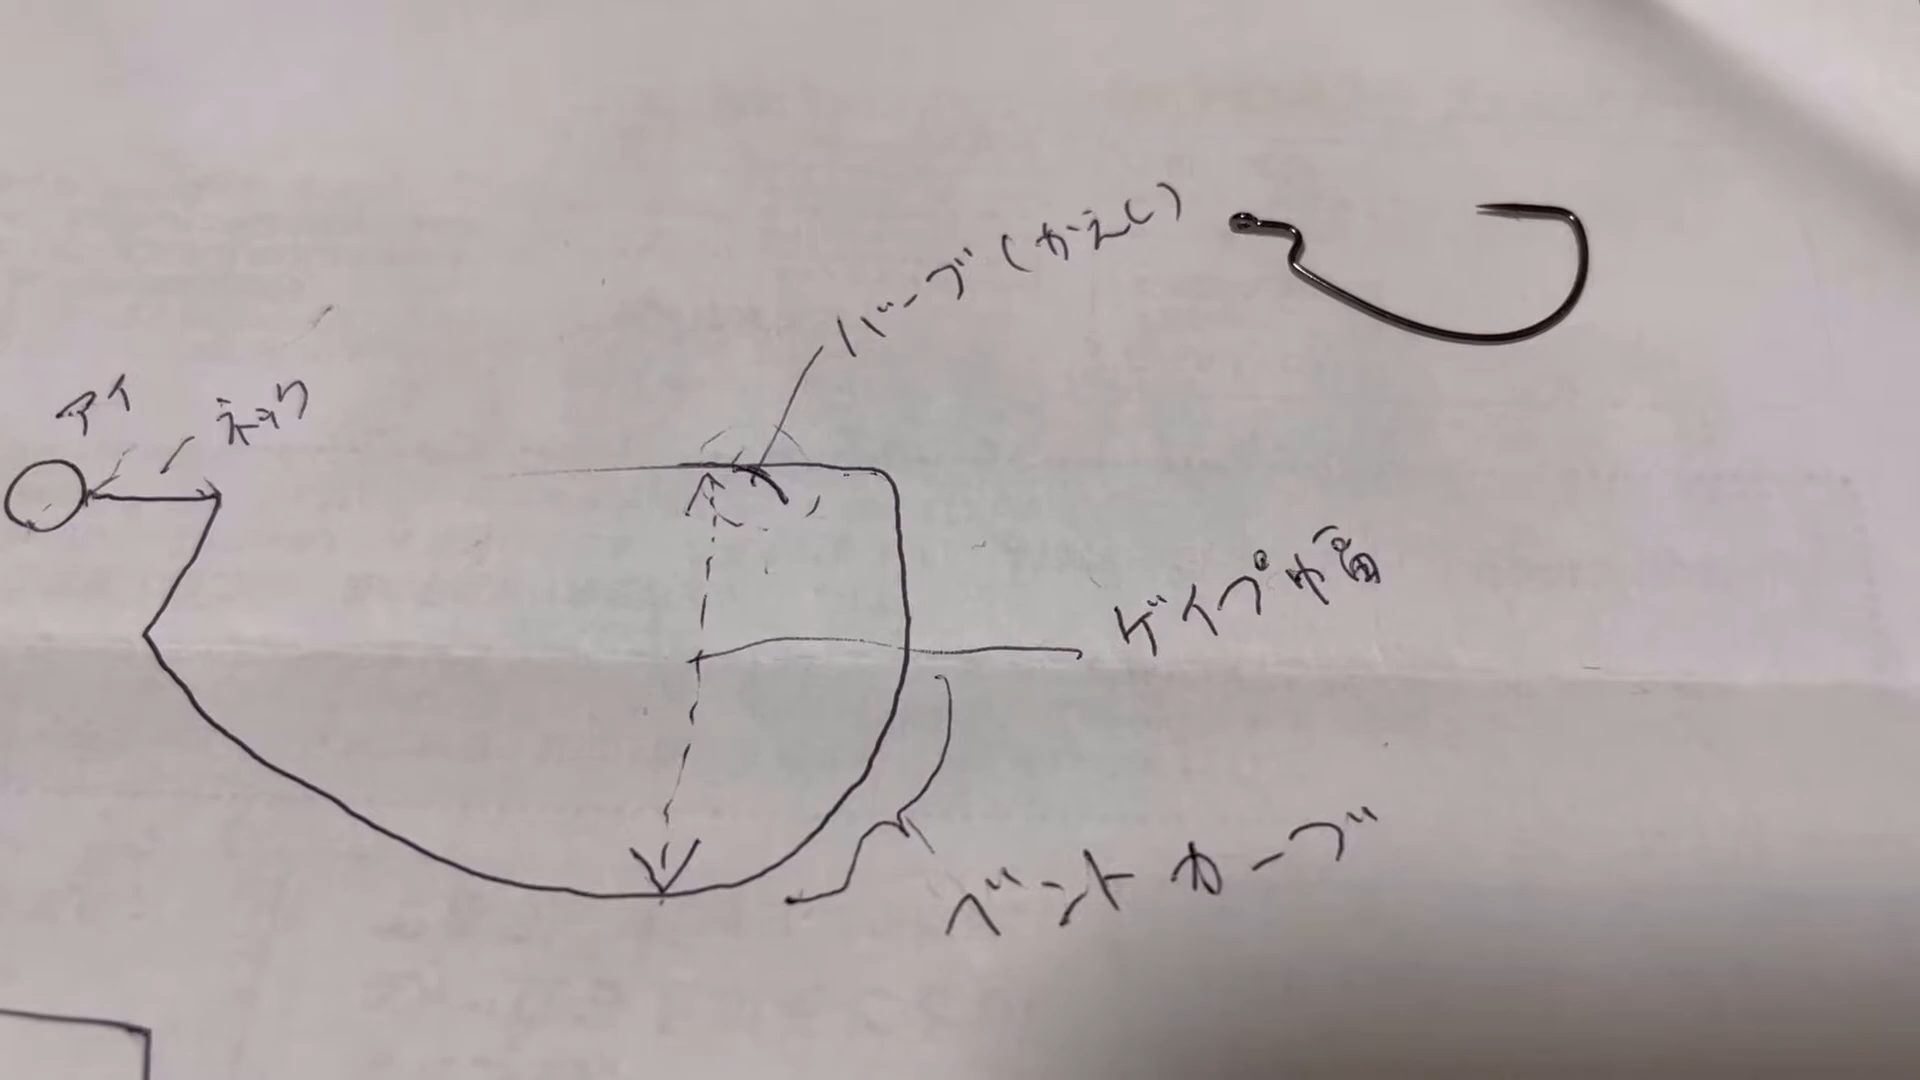 アイ
ネック
バーブ(かえし)
ゲイプ幅
ベントカーブ